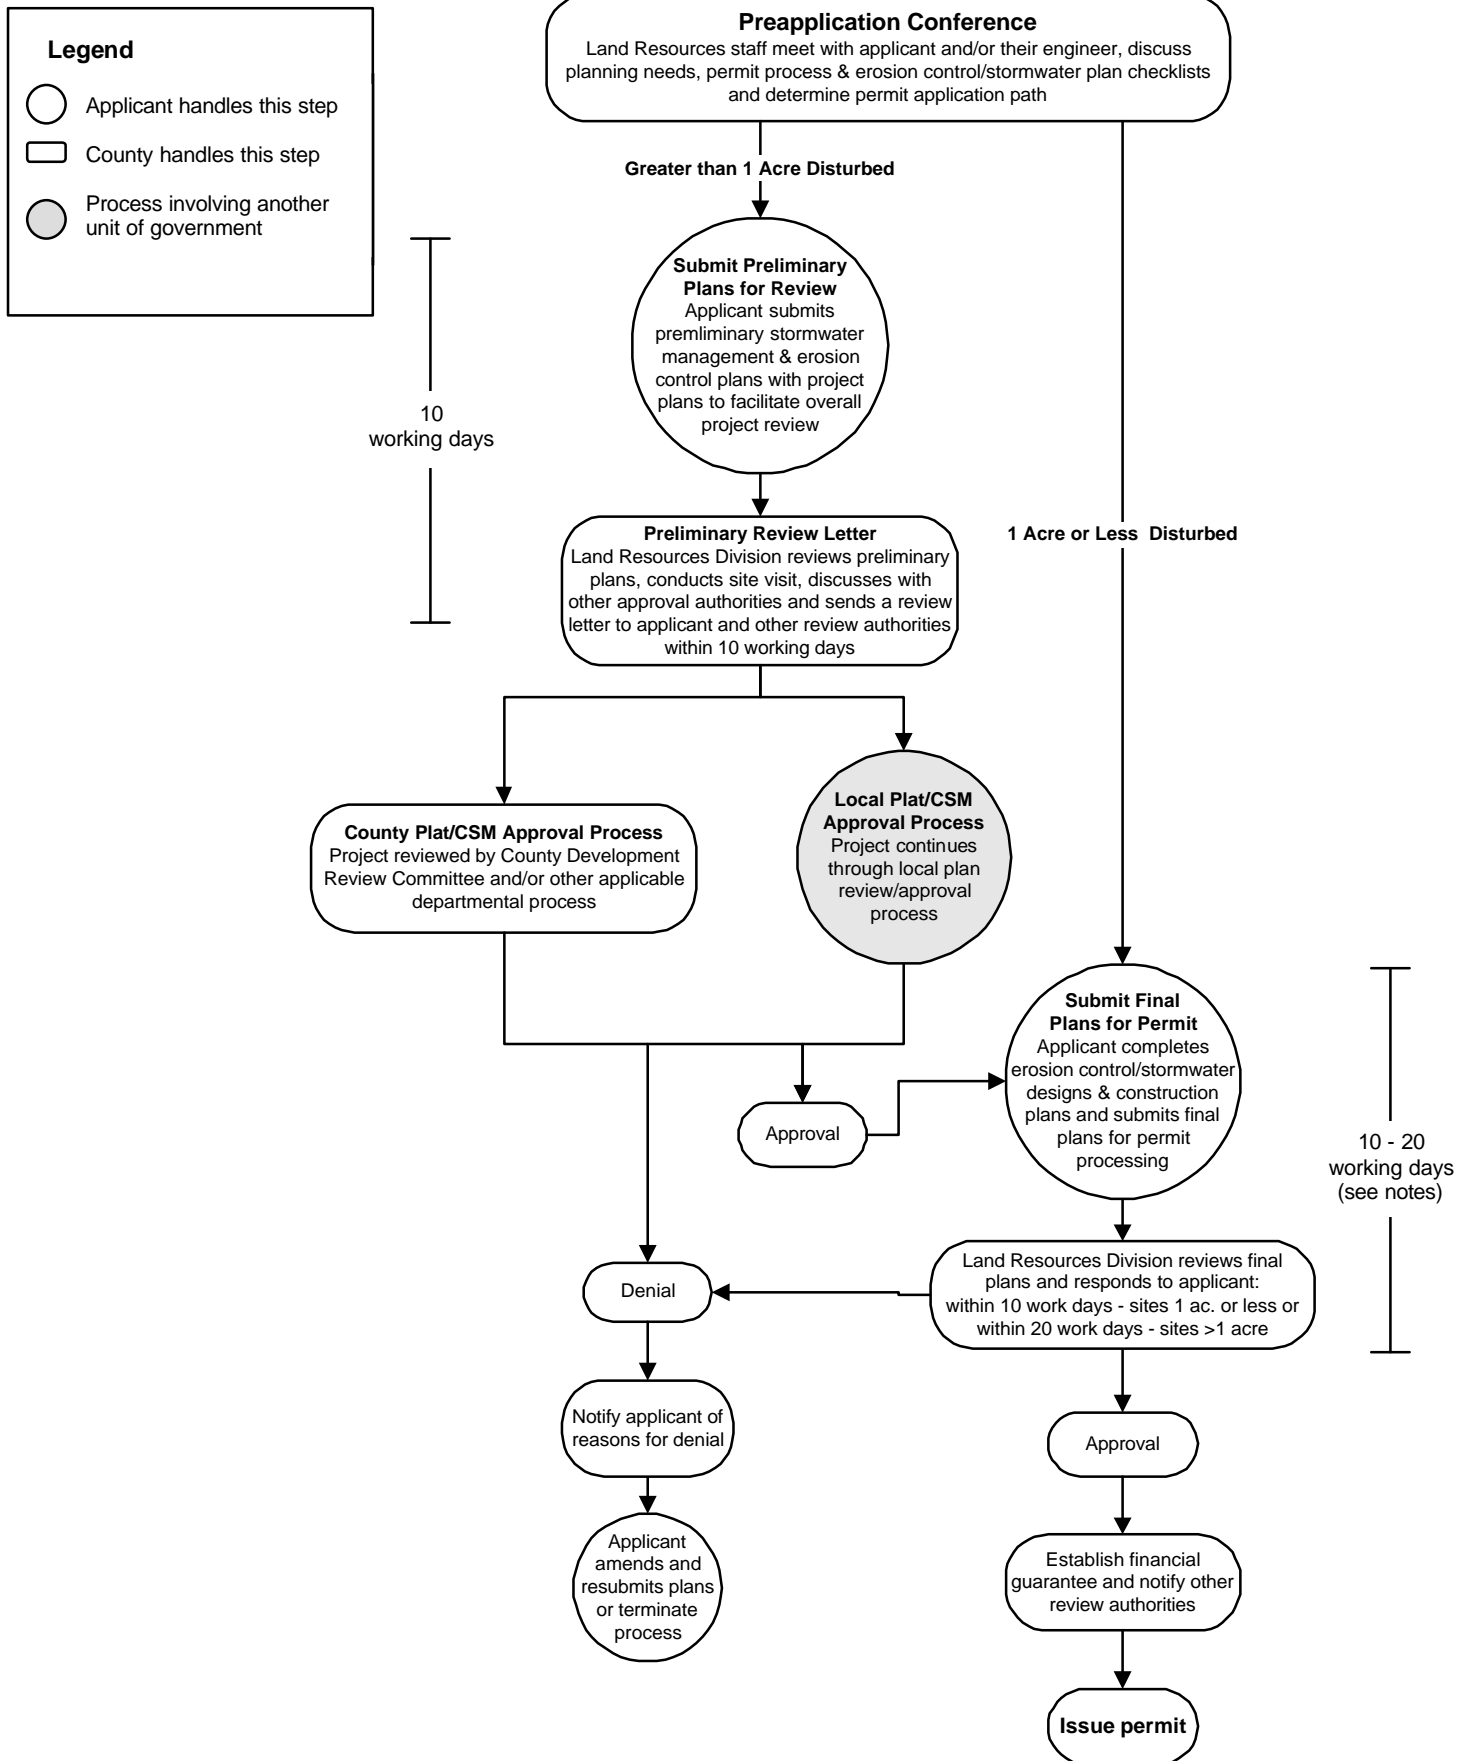 Legend
Applicant handles this step
County handles this step
Process involving another
unit of government
Preapplication Conference
Land Resources staff meet with applicant and/or their engineer, discuss
planning needs, permit process & erosion control/stormwater plan checklists
and determine permit application path
Greater than 1 Acre Disturbed
Submit Preliminary
Plans for Review
Applicant submits
premliminary stormwater
management & erosion
control plans with project
plans to facilitate overall
project review
10
working days
Preliminary Review Letter
Land Resources Division reviews preliminary
plans, conducts site visit, discusses with
other approval authorities and sends a review
letter to applicant and other review authorities
within 10 working days
1 Acre or Less Disturbed
County Plat/CSM Approval Process
Project reviewed by County Development
Review Committee and/or other applicable
departmental process
Local Plat/CSM
Approval Process
Project continues
through local plan
review/approval
process
Submit Final
Plans for Permit
Applicant completes
erosion control/stormwater
designs & construction
plans and submits final
plans for permit
processing
Approval
10 - 20
working days
(see notes)
Land Resources Division reviews final
plans and responds to applicant:
within 10 work days - sites 1 ac. or less or
within 20 work days - sites >1 acre
Denial
Notify applicant of
reasons for denial
Approval
Applicant
amends and
resubmits plans
or terminate
process
Establish financial
guarantee and notify other
review authorities
Issue permit